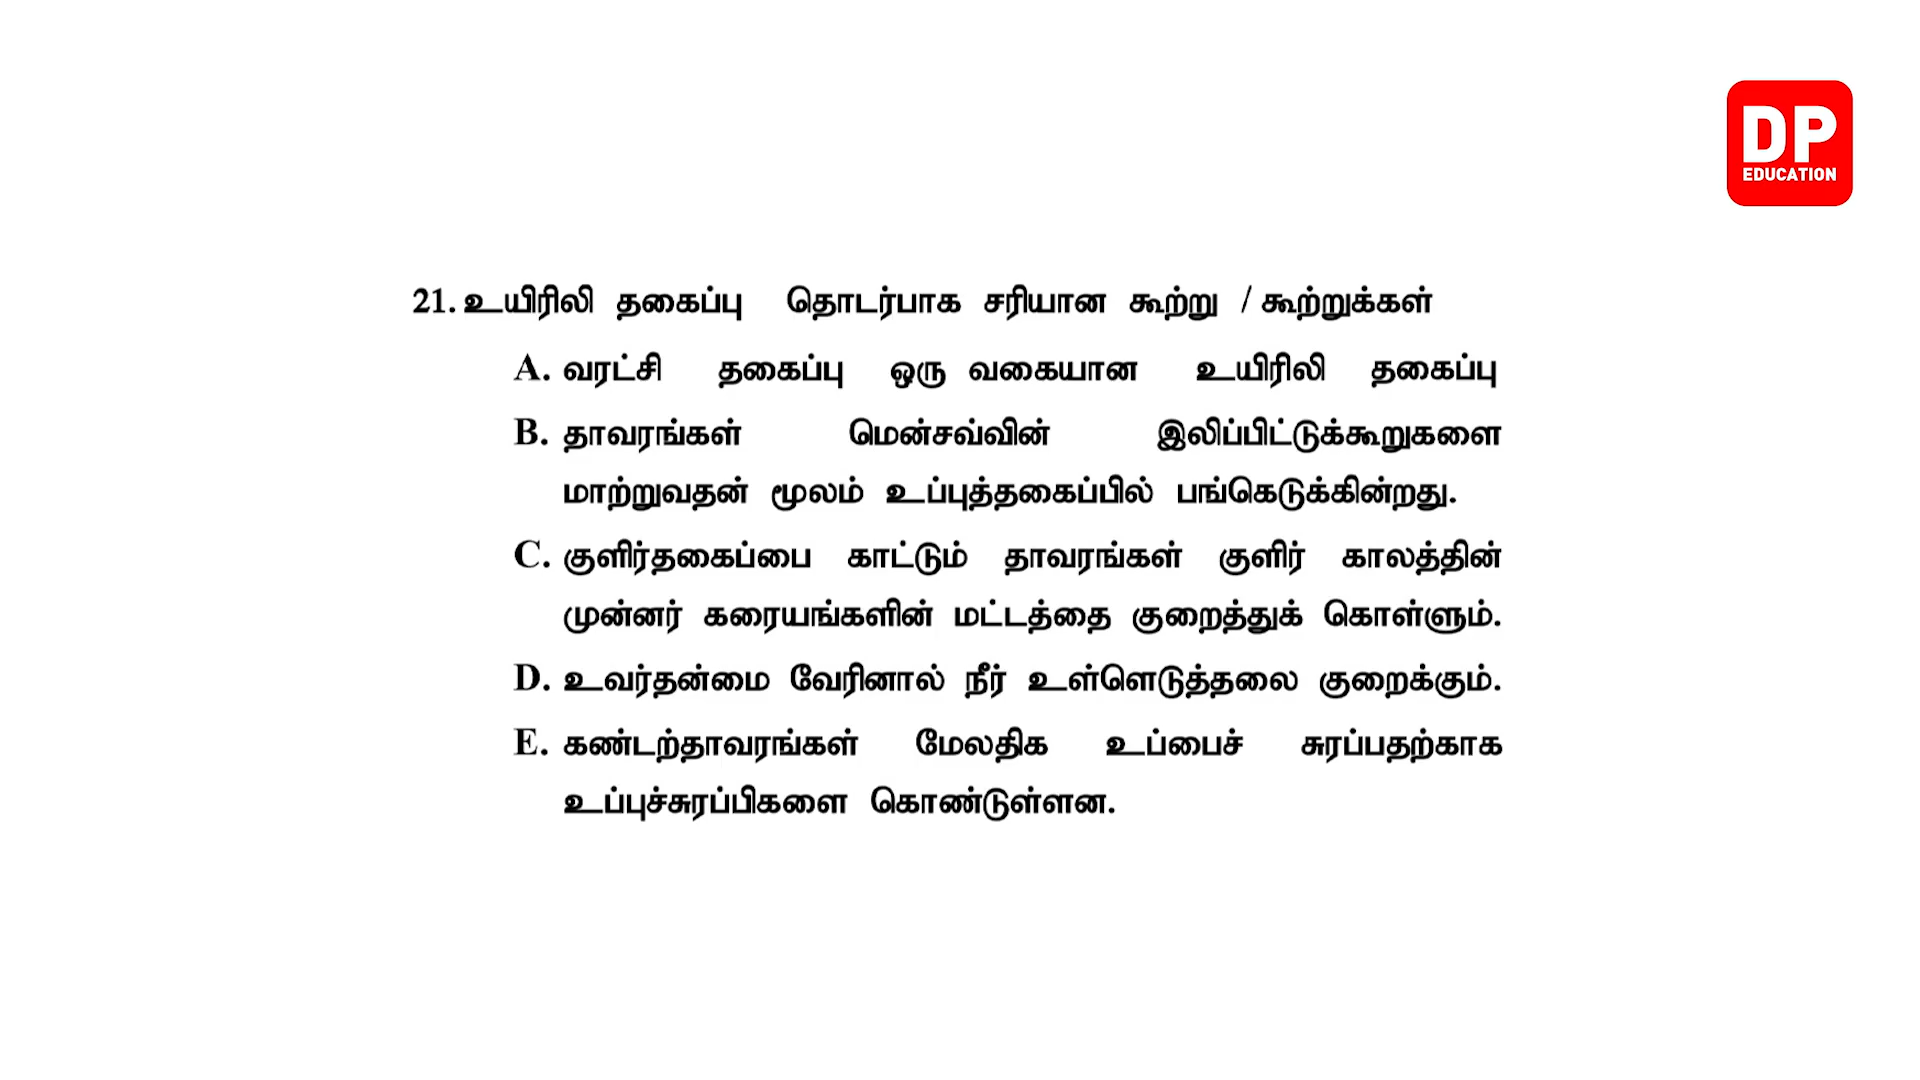 DP
EDUCATION
21. உயிரிலி தகைப்பு தொடர்பாக சரியான கூற்று / கூற்றுக்கள்
A. வரட்சி தகைப்பு ஒரு வகையான உயிரிலி தகைப்பு
B. தாவரங்கள் மென்சவ்வின் இலிப்பிட்டுக்கூறுகளை
மாற்றுவதன் மூலம் உப்புத்தகைப்பில் பங்கெடுக்கின்றது.
C. குளிர்தகைப்பை காட்டும் தாவரங்கள் குளிர் காலத்தின்
முன்னர் கரையங்களின் மட்டத்தை குறைத்துக் கொள்ளும்.
D. உவர்தன்மை வேரினால் நீர் உள்ளெடுத்தலை குறைக்கும்.
E. கண்டற்தாவரங்கள் மேலதிக உப்பைச் சுரப்பதற்காக
உப்புச்சுரப்பிகளை கொண்டுள்ளன.